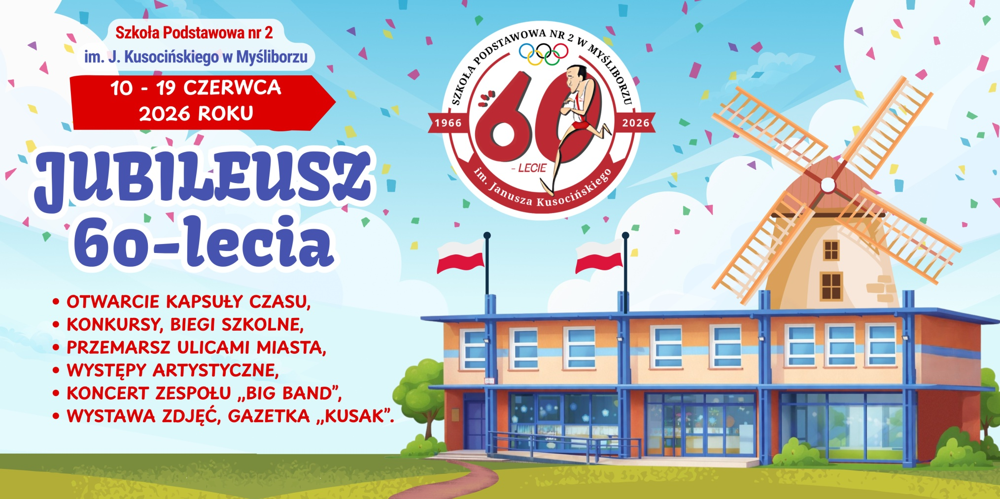 Szkoła Podstawowa nr 2
im. J. Kusocińskiego w Myśliborzu
10 - 19 CZERWCA
2026 ROKU
JUBILEUSZ
60-lecia
• OTWARCIE KAPSUŁY CZASU,
• KONKURSY, BIEGI SZKOLNE,
• PRZEMARSZ ULICAMI MIASTA,
• WYSTĘPY ARTYSTYCZNE,
• KONCERT ZESPOŁU „BIG BAND”,
• WYSTAWA ZDJĘĆ, GAZETKA „KUSAK”.
SZKOŁA PODSTAWOWA NR 2 W MYŚLIBORZU
1966
60
2026
- LECIE
im. Janusza Kusocińskiego